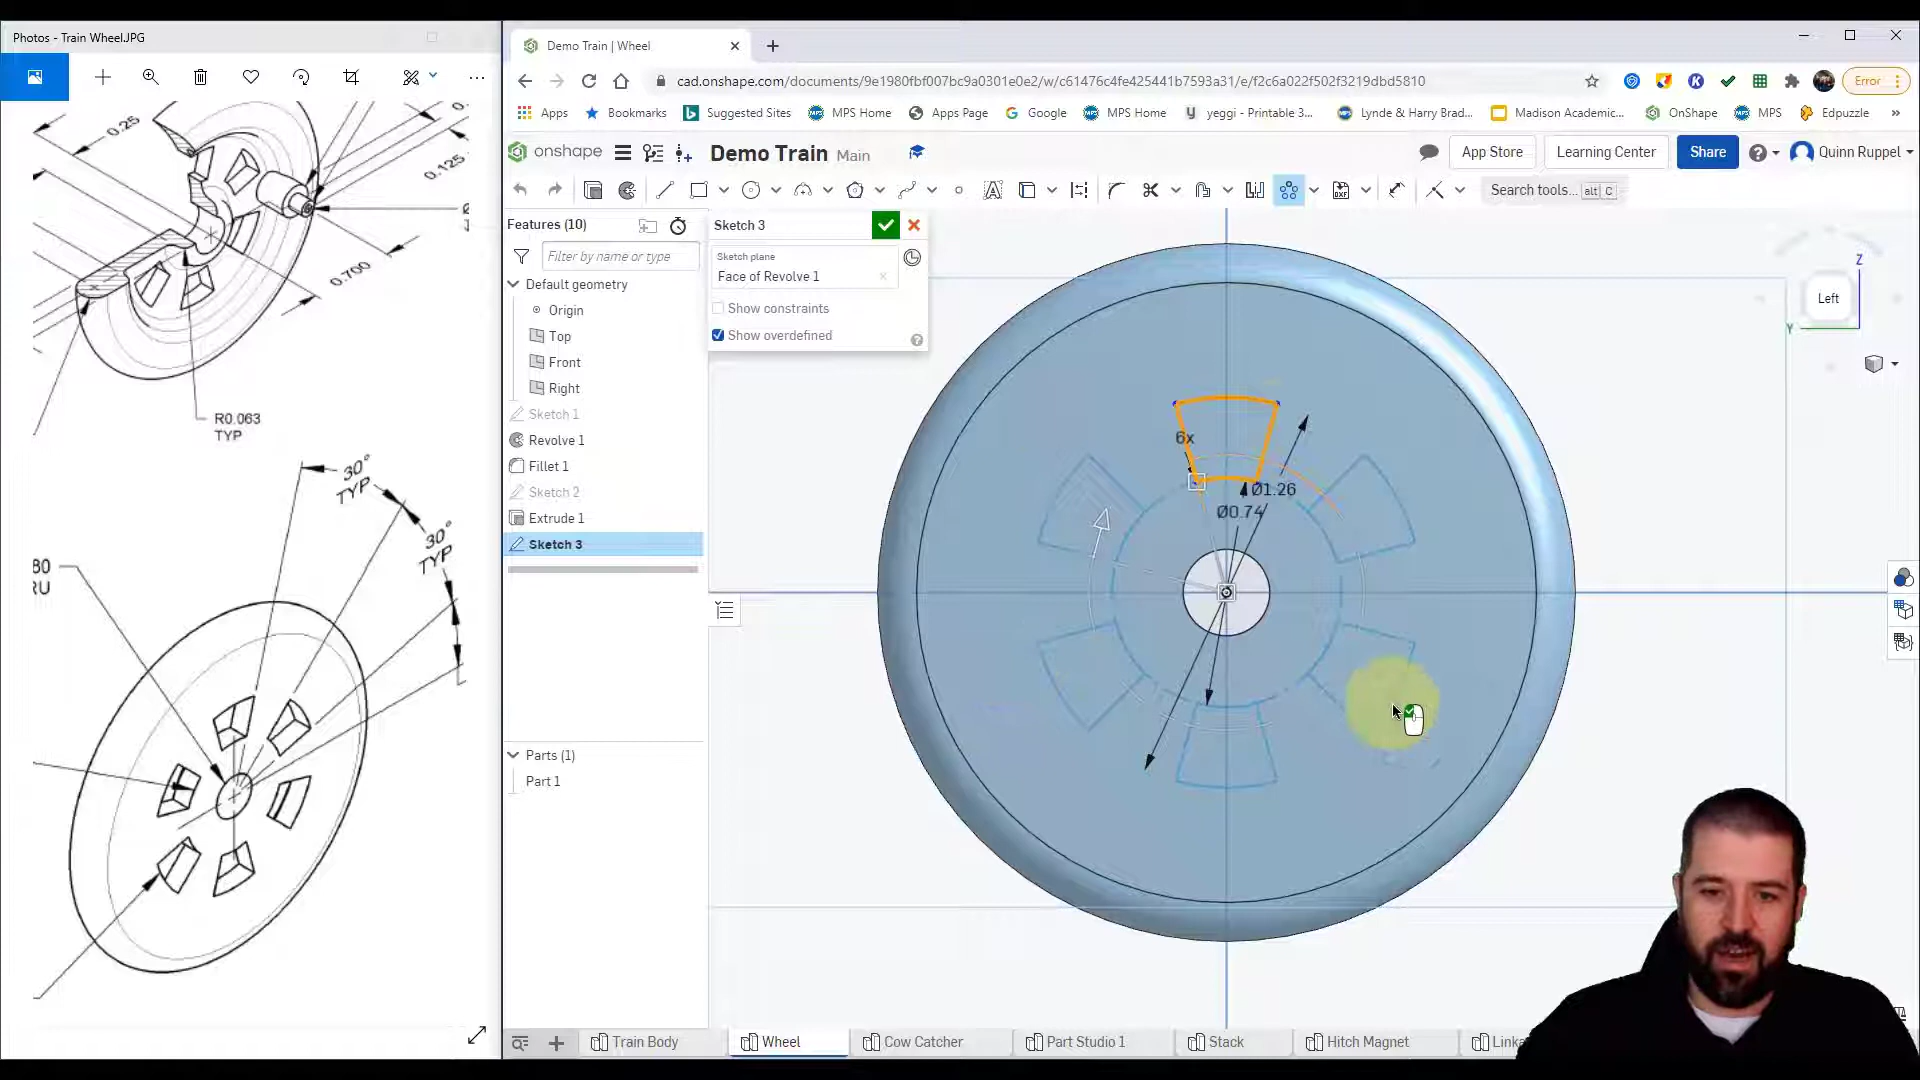 Photos - Train Wheel.JPG
0.25
0.125
0.700
R0.063
TYP
30°
TYP
30°
TYP
Demo Train | Wheel
cad.onshape.com/documents/9e1980fbf007bc9a0301e0e2/w/c61476c4fe425441b7593a31/e/f2c6a022f502f3219dbd5810
Error
Apps
Bookmarks
Suggested Sites
MPS Home
Apps Page
Google
MPS Home
yeggi - Printable 3...
Lynde & Harry Brad...
Madison Academic...
OnShape
MPS
Edpuzzle
»
onshape
Demo Train Main
App Store
Learning Center
Share
Quinn Ruppel
Search tools... alt C
Features (10)
Filter by name or type
Default geometry
Origin
Top
Front
Right
Sketch 1
Revolve 1
Fillet 1
Sketch 2
Extrude 1
Sketch 3
Parts (1)
Part 1
Sketch 3
Sketch plane
Face of Revolve 1
Show constraints
Show overdefined
6x
Ø1.26
Ø0.74
Z
Left
Y
Train Body
Wheel
Cow Catcher
Part Studio 1
Stack
Hitch Magnet